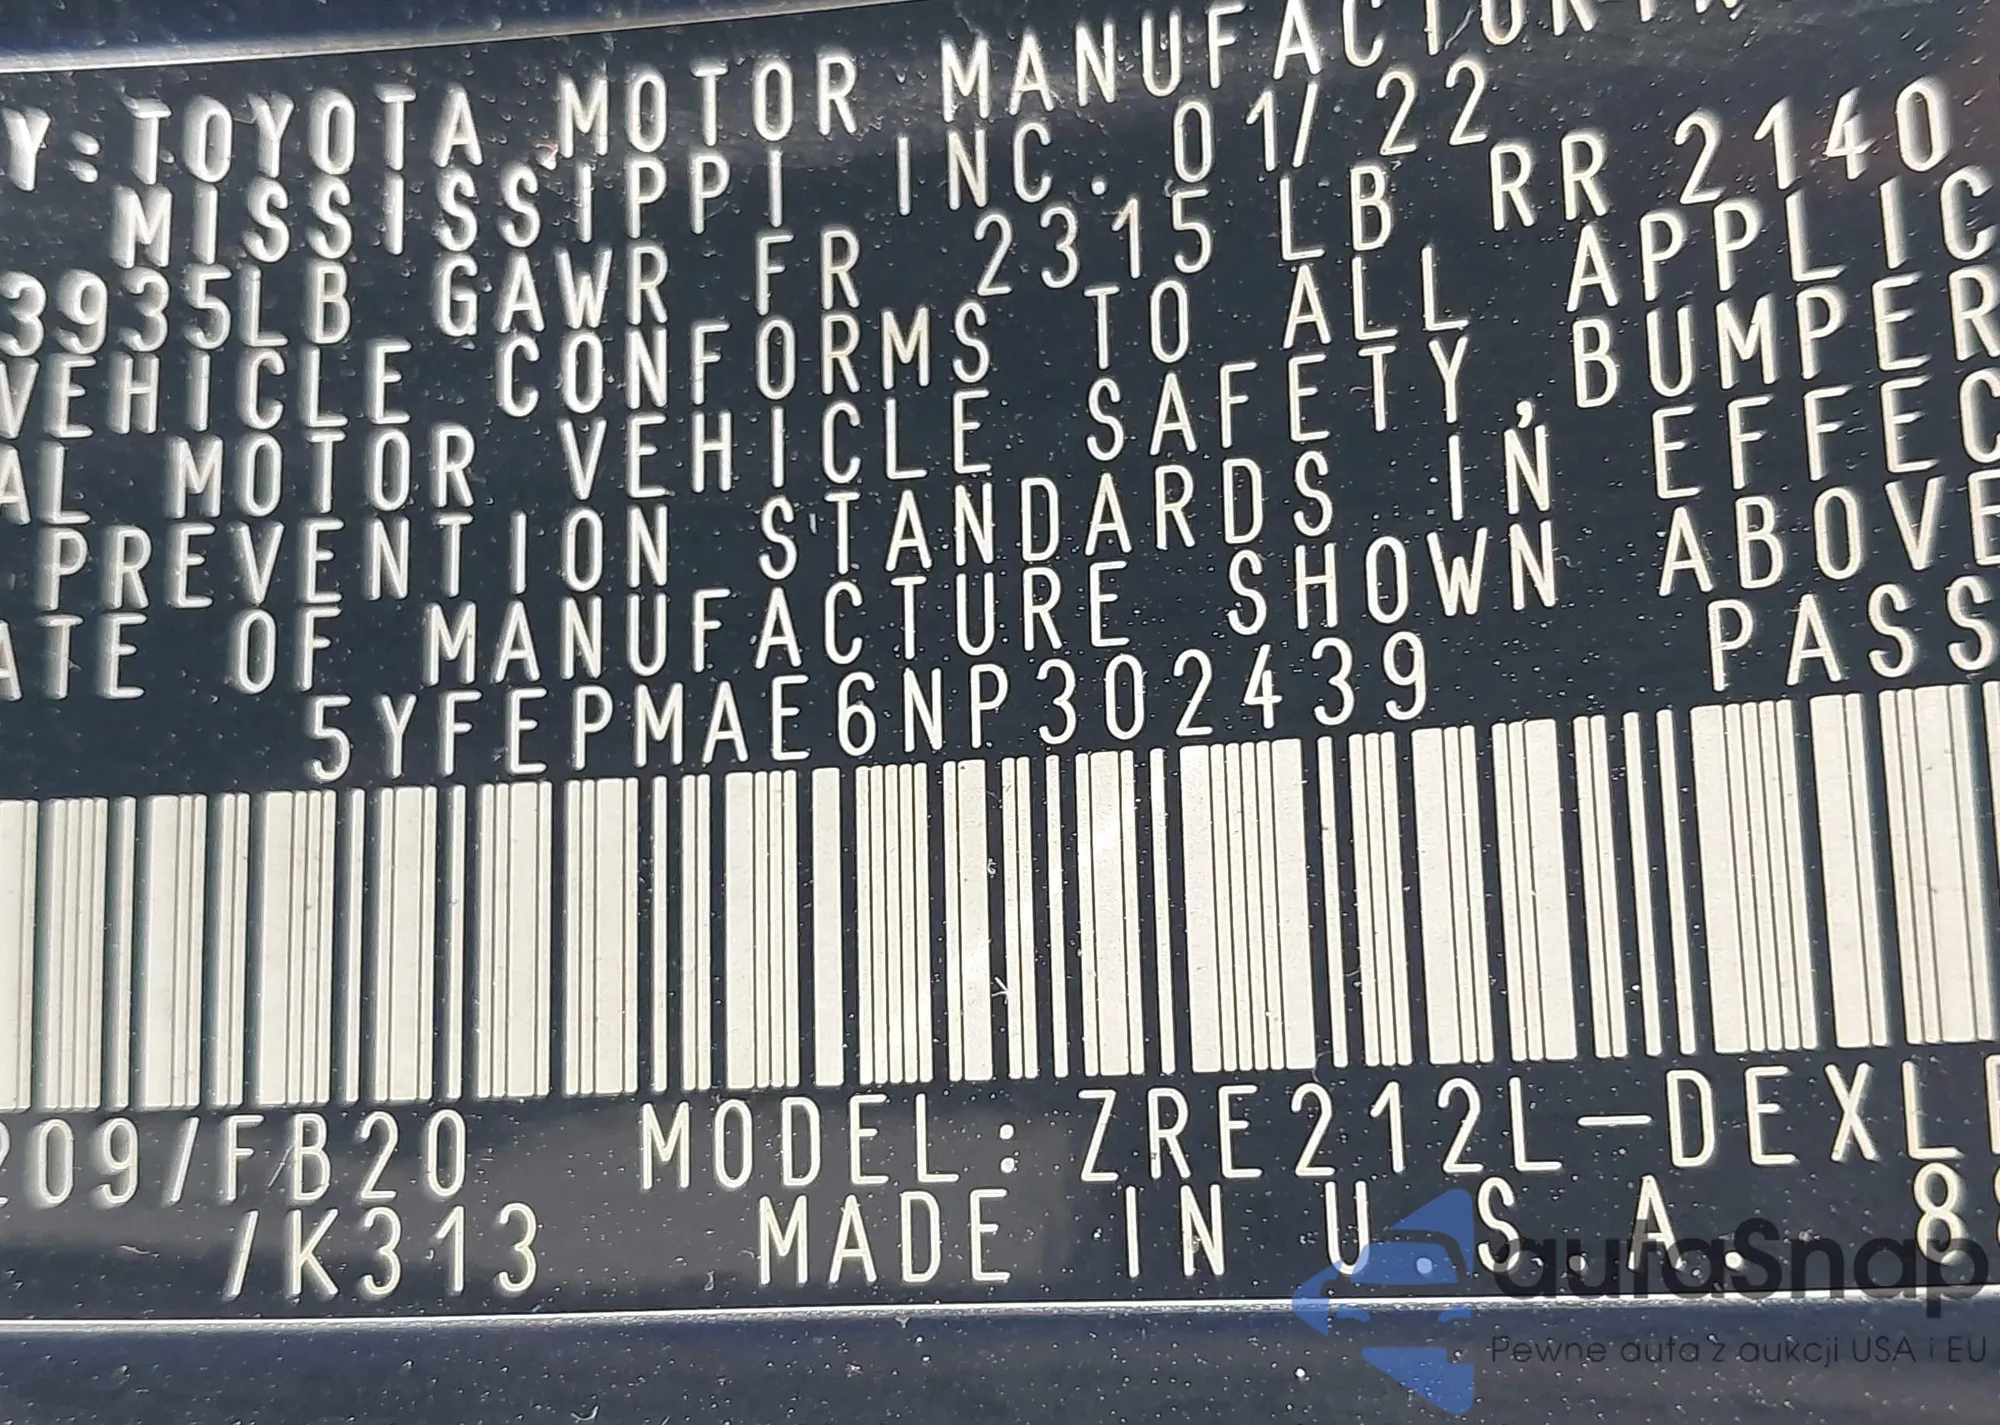 Y: TOYOTA MOTOR MANUFACTURIN
MISSISSIPPI INC. 01/22
3935LB GAWR FR 2315 LB RR 2140
VEHICLE CONFORMS TO ALL APPLIC
AL MOTOR VEHICLE SAFETY, BUMPER
PREVENTION STANDARDS IN EFFEC
ATE OF MANUFACTURE SHOWN ABOVE
5YFEPMAE6NP302439 PASS
209/FB20 MODEL: ZRE212L-DEXL
/K313 MADE IN U.S.A. 88
autaSnap
Pewne auta z aukcji USA i EU